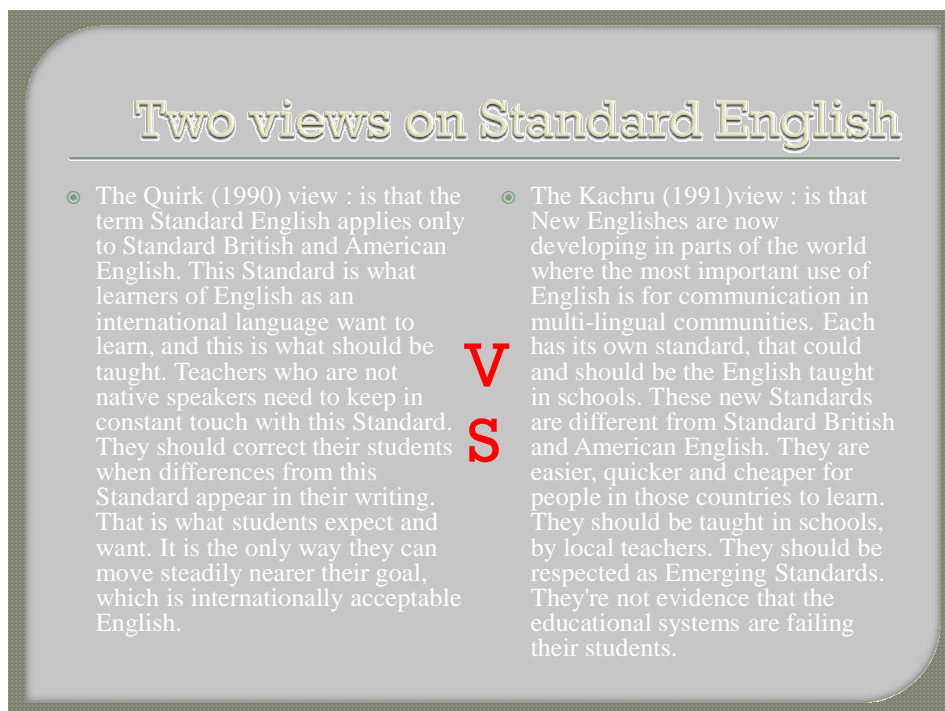 Two views on Standard English
The Quirk (1990) view : is that the
term Standard English applies only
to Standard British and American
English. This Standard is what
learners of English as an
international language want to
learn, and this is what should be
taught. Teachers who are not
native speakers need to keep in
constant touch with this Standard.
They should correct their students
when differences from this
Standard appear in their writing.
That is what students expect and
want. It is the only way they can
move steadily nearer their goal,
which is internationally acceptable
English.
V
S
The Kachru (1991)view : is that
New Englishes are now
developing in parts of the world
where the most important use of
English is for communication in
multi-lingual communities. Each
has its own standard, that could
and should be the English taught
in schools. These new Standards
are different from Standard British
and American English. They are
easier, quicker and cheaper for
people in those countries to learn.
They should be taught in schools,
by local teachers. They should be
respected as Emerging Standards.
They're not evidence that the
educational systems are failing
their students.